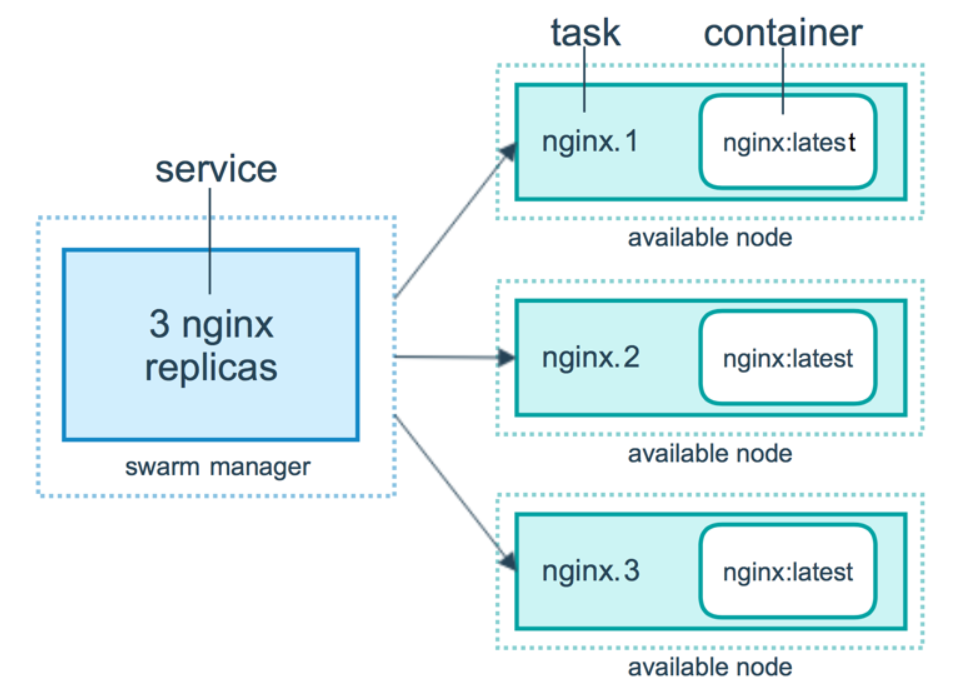 task
container
nginx.1
nginx:latest
available node
service
3 nginx
replicas
swarm manager
nginx.2
nginx:latest
available node
nginx.3
nginx:latest
available node